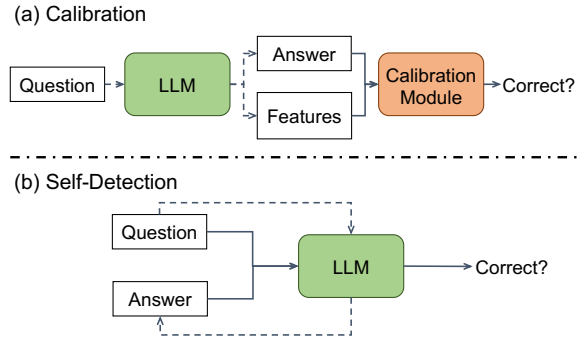 (a) Calibration
Question
LLM
Answer
Features
Calibration
Module
Correct?
(b) Self-Detection
Question
Answer
LLM
Correct?